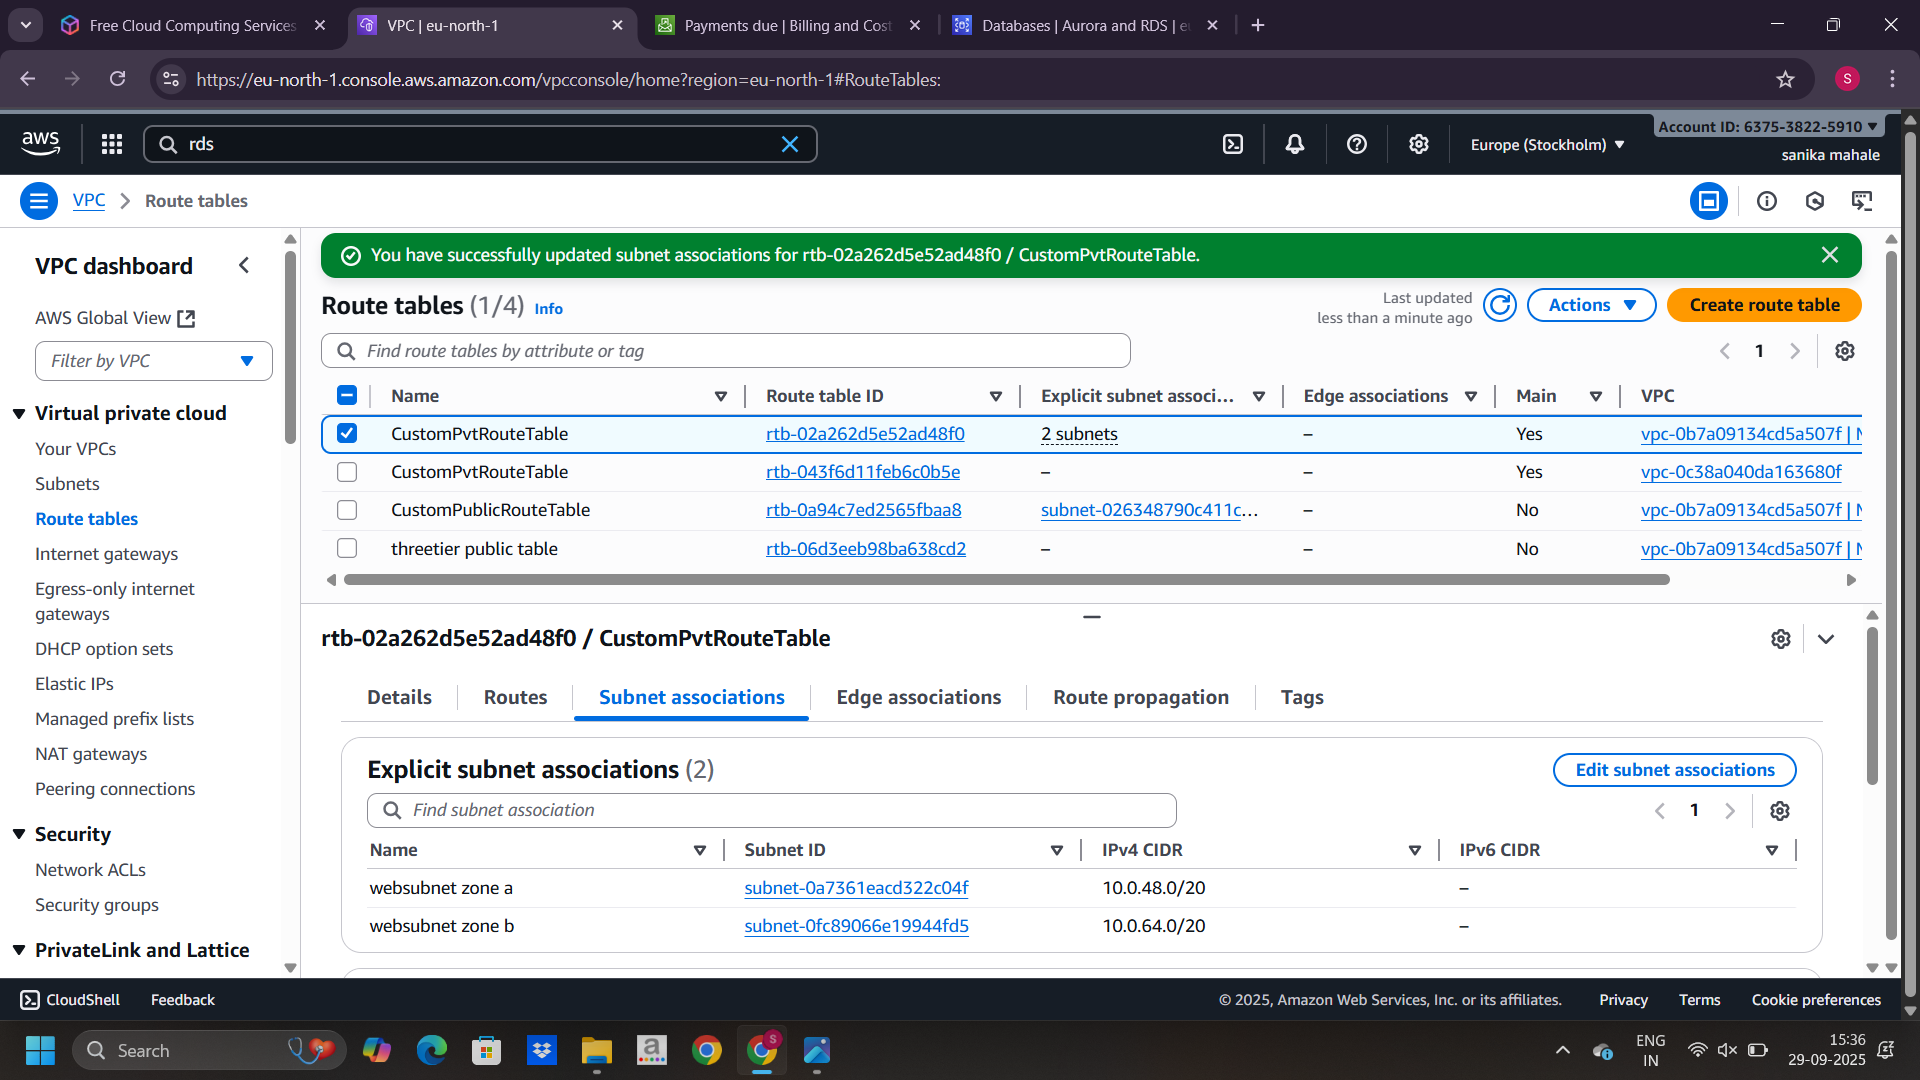 Free Cloud Computing Services
VPC | eu-north-1
Payments due | Billing and Cost
Databases | Aurora and RDS | eu
https://eu-north-1.console.aws.amazon.com/vpcconsole/home?region=eu-north-1#RouteTables:
S
aws
rds
Europe (Stockholm)
Account ID: 6375-3822-5910
sanika mahale
VPC
Route tables
VPC dashboard
AWS Global View
Filter by VPC
Virtual private cloud
Your VPCs
Subnets
Route tables
Internet gateways
Egress-only internet
gateways
DHCP option sets
Elastic IPs
Managed prefix lists
NAT gateways
Peering connections
Security
Network ACLs
Security groups
PrivateLink and Lattice
You have successfully updated subnet associations for rtb-02a262d5e52ad48f0 / CustomPvtRouteTable.
Route tables (1/4) Info
Last updated
less than a minute ago
Actions
Create route table
Find route tables by attribute or tag
1
Name Route table ID Explicit subnet associ... Edge associations Main VPC
CustomPvtRouteTable rtb-02a262d5e52ad48f0 2 subnets – Yes vpc-0b7a09134cd5a507f |
CustomPvtRouteTable rtb-043f6d11feb6c0b5e – – Yes vpc-0c38a040da163680f
CustomPublicRouteTable rtb-0a94c7ed2565fbaa8 subnet-026348790c411c... – No vpc-0b7a09134cd5a507f |
threetier public table rtb-06d3eeb98ba638cd2 – – No vpc-0b7a09134cd5a507f |
rtb-02a262d5e52ad48f0 / CustomPvtRouteTable
Details Routes Subnet associations Edge associations Route propagation Tags
Explicit subnet associations (2)
Edit subnet associations
Find subnet association
1
Name Subnet ID IPv4 CIDR IPv6 CIDR
websubnet zone a subnet-0a7361eacd322c04f 10.0.48.0/20 –
websubnet zone b subnet-0fc89066e19944fd5 10.0.64.0/20 –
CloudShell Feedback © 2025, Amazon Web Services, Inc. or its affiliates. Privacy Terms Cookie preferences
Search
a
S
ENG
IN
15:36
29-09-2025